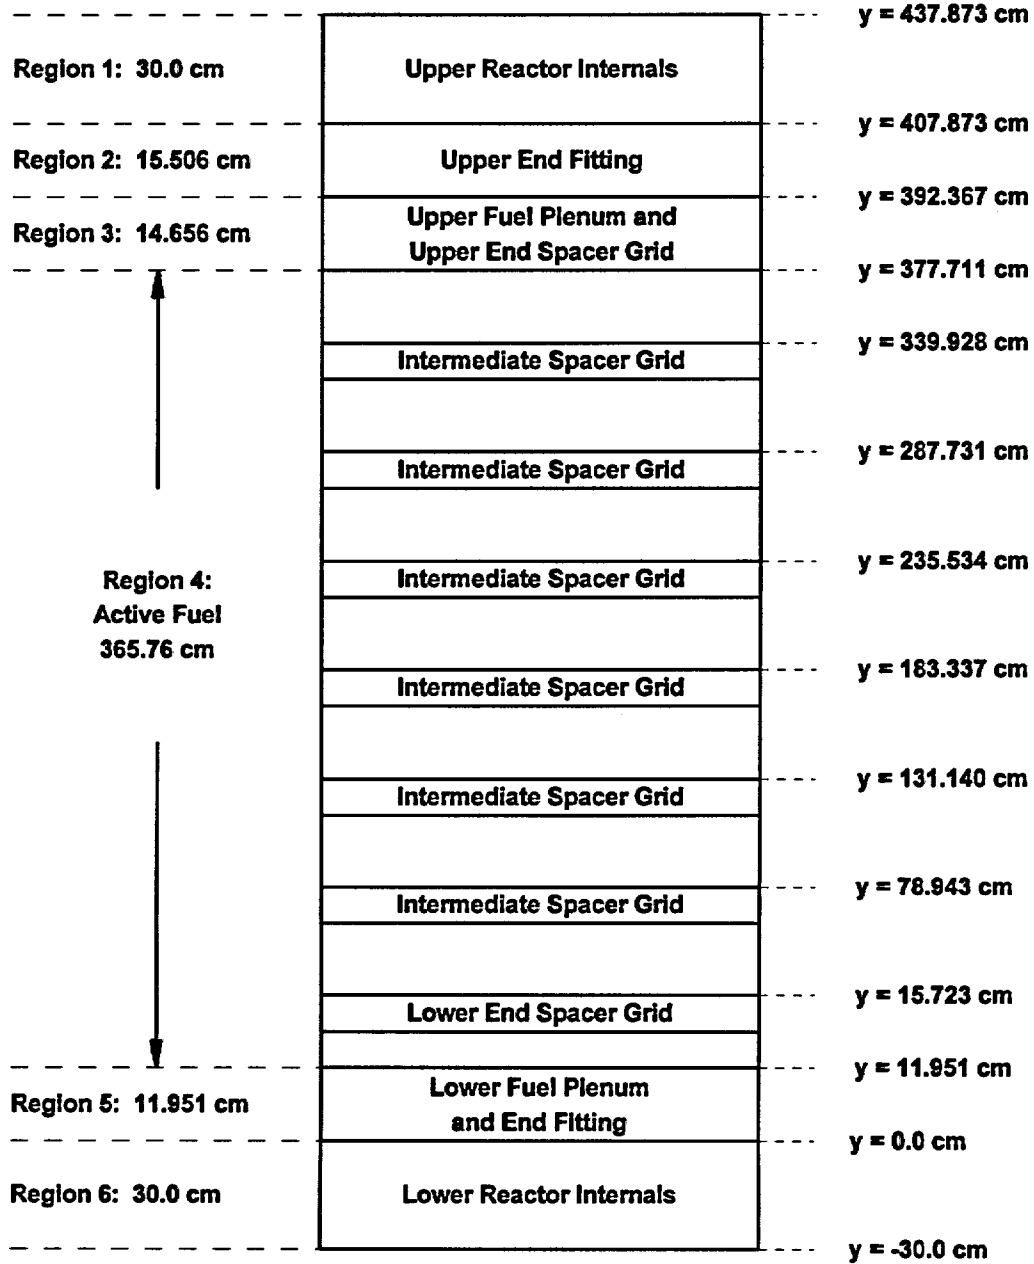 y = 437.873 cm
Region 1: 30.0 cm
Upper Reactor Internals
y = 407.873 cm
Region 2: 15.506 cm
Upper End Fitting
y = 392.367 cm
Region 3: 14.656 cm
Upper Fuel Plenum and
Upper End Spacer Grid
y = 377.711 cm
y = 339.928 cm
Intermediate Spacer Grid
y = 287.731 cm
Intermediate Spacer Grid
y = 235.534 cm
Intermediate Spacer Grid
Region 4:
Active Fuel
365.76 cm
y = 183.337 cm
Intermediate Spacer Grid
y = 131.140 cm
Intermediate Spacer Grid
y = 78.943 cm
Intermediate Spacer Grid
y = 15.723 cm
Lower End Spacer Grid
y = 11.951 cm
Region 5: 11.951 cm
Lower Fuel Plenum
and End Fitting
y = 0.0 cm
Region 6: 30.0 cm
Lower Reactor Internals
y = -30.0 cm